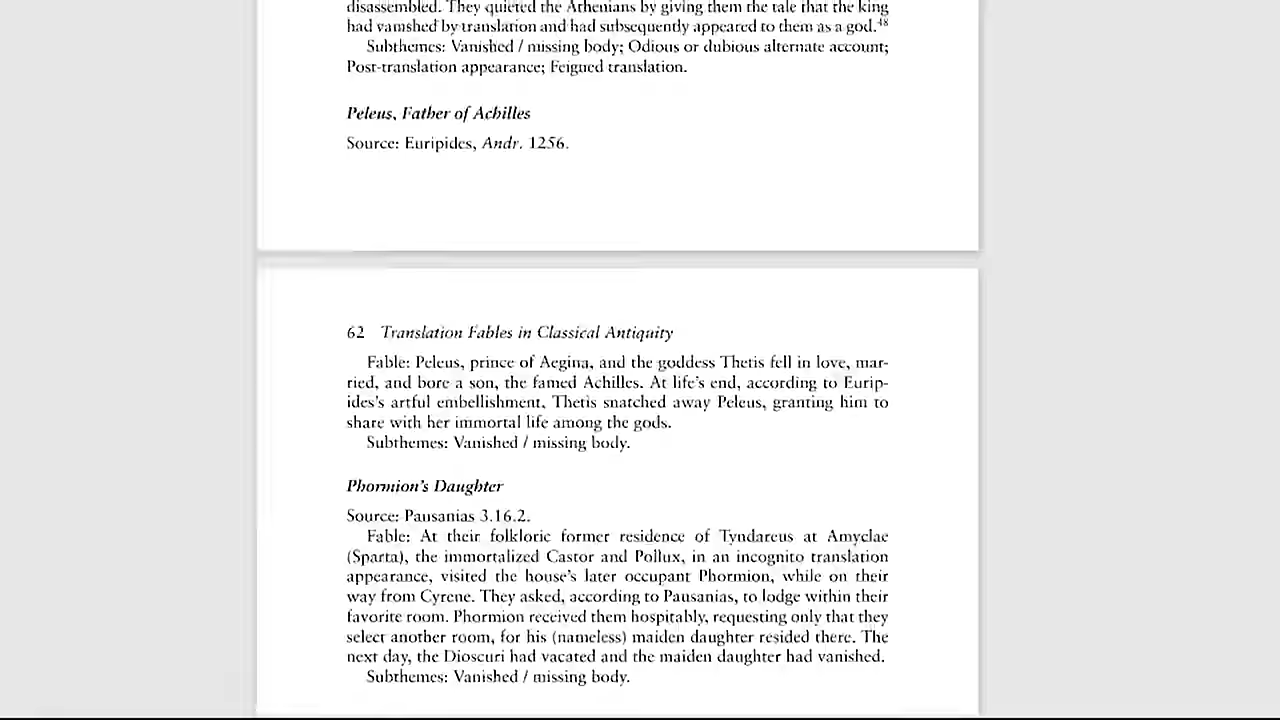 disassembled. They quieted the Athenians by giving them the tale that the king
had vanished by translation and had subsequently appeared to them as a god.48
Subthemes: Vanished / missing body; Odious or dubious alternate account;
Post-translation appearance; Feigned translation.
Peleus, Father of Achilles
Source: Euripides, Andr. 1256.
62 Translation Fables in Classical Antiquity
Fable: Peleus, prince of Aegina, and the goddess Thetis fell in love, mar-
ried, and bore a son, the famed Achilles. At life's end, according to Eurip-
ides's artful embellishment, Thetis snatched away Peleus, granting him to
share with her immortal life among the gods.
Subthemes: Vanished / missing body.
Phormion's Daughter
Source: Pausanias 3.16.2.
Fable: At their folkloric former residence of Tyndareus at Amyclae
(Sparta), the immortalized Castor and Pollux, in an incognito translation
appearance, visited the house's later occupant Phormion, while on their
way from Cyrene. They asked, according to Pausanias, to lodge within their
favorite room. Phormion received them hospitably, requesting only that they
select another room, for his (nameless) maiden daughter resided there. The
next day, the Dioscuri had vacated and the maiden daughter had vanished.
Subthemes: Vanished / missing body.